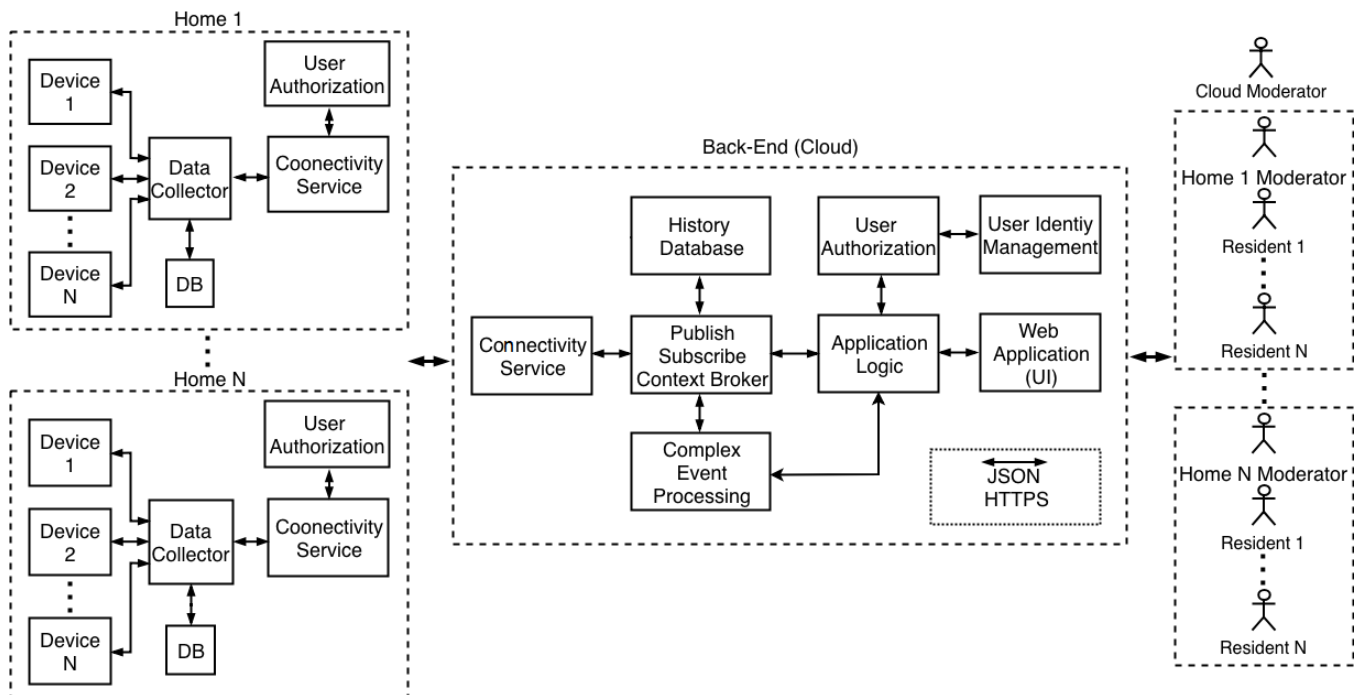 Home 1
Device
1
Device
2
Device
N
Data
Collector
DB
User
Authorization
Coonectivity
Service
Home N
Device
1
Device
2
Device
N
Data
Collector
DB
User
Authorization
Coonectivity
Service
Back-End (Cloud)
History
Database
User
Authorization
User Identiy
Management
Connectivity
Service
Publish
Subscribe
Context Broker
Application
Logic
Web
Application
(UI)
Complex
Event
Processing
JSON
HTTPS
Cloud Moderator
Home 1 Moderator
Resident 1
Resident N
Home N Moderator
Resident 1
Resident N